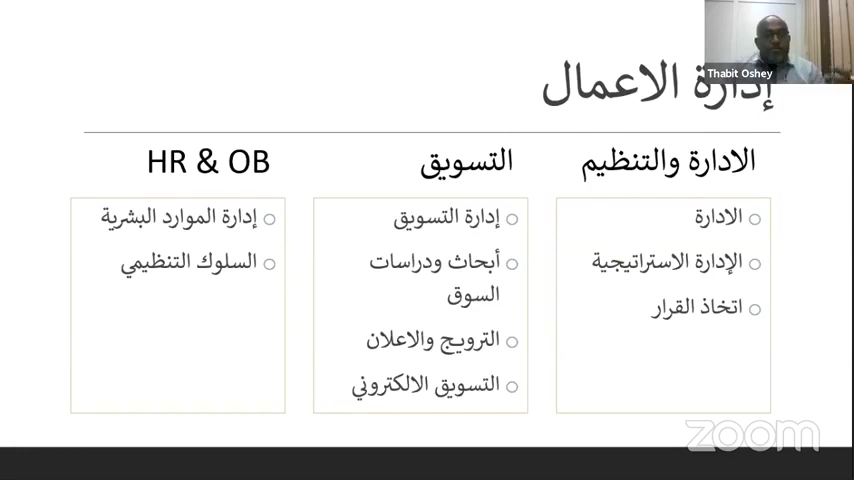 Thabit Oshey
إدارة الاعمال
الادارة والتنظيم
الادارة
الإدارة الاستراتيجية
اتخاذ القرار
التسويق
إدارة التسويق
أبحاث ودراسات
السوق
الترويج والاعلان
التسويق الالكتروني
HR & OB
إدارة الموارد البشرية
السلوك التنظيمي
zoom